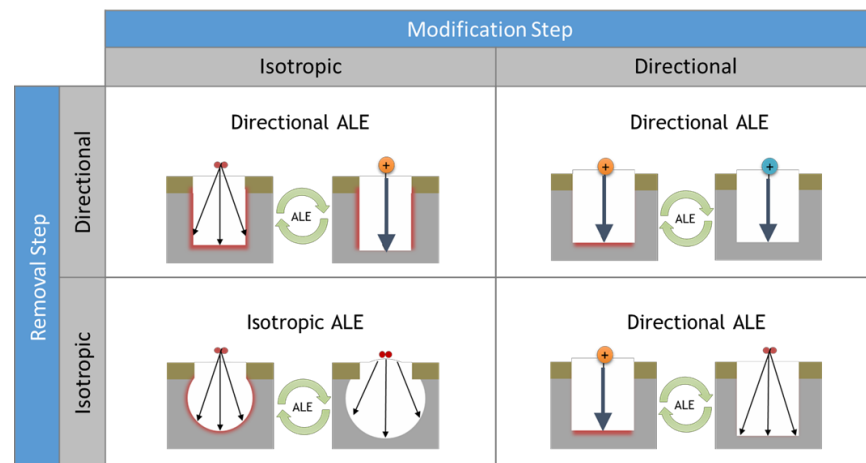 Modification Step
Isotropic
Directional
Removal Step
Directional
Directional ALE
+
ALE
Directional ALE
+
+
ALE
Isotropic
Isotropic ALE
ALE
Directional ALE
+
ALE